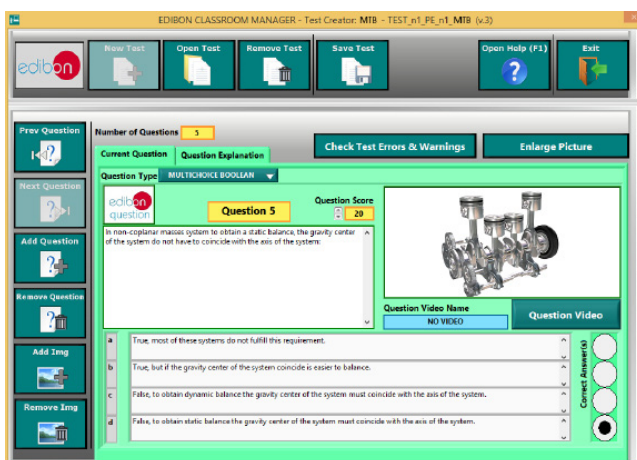 EDIBON CLASSROOM MANAGER - Test Creator: MTB - TEST_n1_PE_n1_MTB (v.3)
edibon
New Test
Open Test
Remove Test
Save Test
Open Help (F1)
Exit
Prev Question
Next Question
Add Question
Remove Question
Add Img
Remove Img
Number of Questions 5
Check Test Errors & Warnings
Enlarge Picture
Current Question
Question Explanation
Question Type MULTICHOICE BOOLEAN
edibon
question
Question 5
Question Score
20
In non-coplanar masses system to obtain a static balance, the gravity center
of the system do not have to coincide with the axis of the system:
Question Video Name
NO VIDEO
Question Video
a True, most of these systems do not fulfill this requirement.
b True, but if the gravity center of the system coincide is easier to balance.
c False, to obtain dynamic balance the gravity center of the system must coincide with the axis of the system.
d False, to obtain static balance the gravity center of the system must coincide with the axis of the system.
Correct Answer(s)